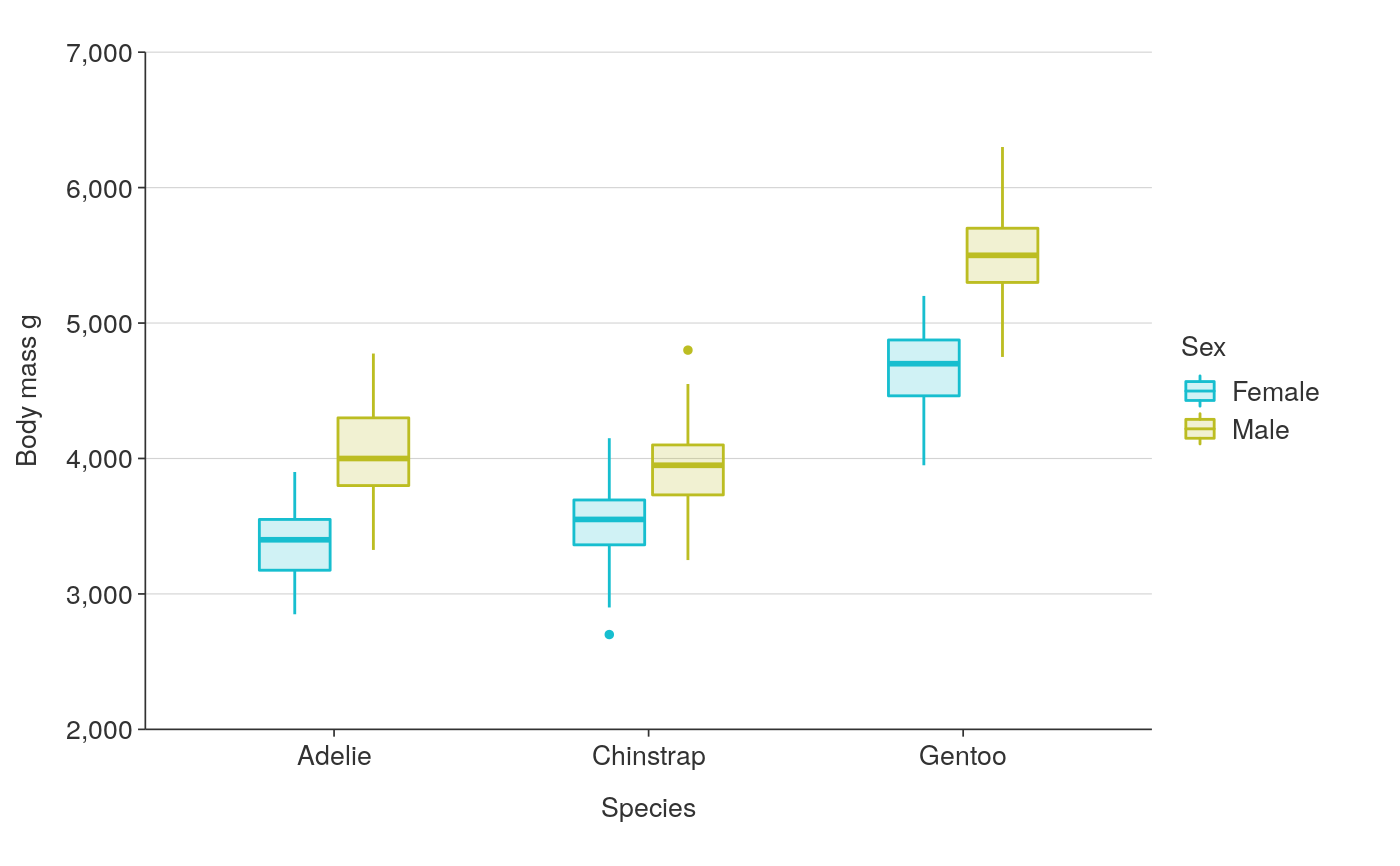 7,000
6,000
5,000
4,000
3,000
2,000
Body mass g
Adelie
Chinstrap
Gentoo
Species
Sex
Female
Male